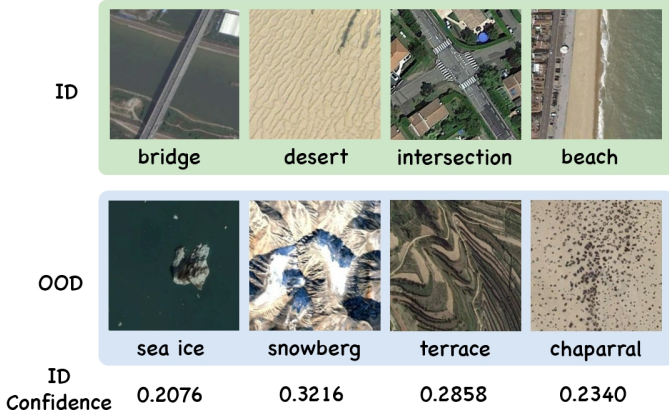 ID
bridge desert intersection beach
OOD
sea ice snowberg terrace chaparral
ID
Confidence 0.2076 0.3216 0.2858 0.2340